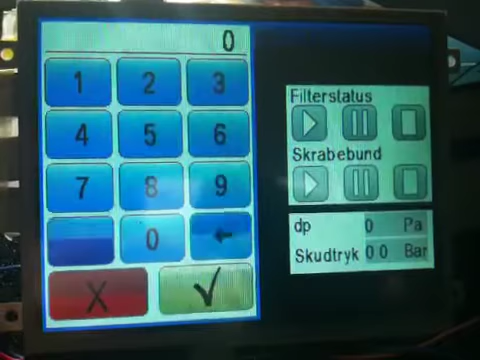 0
1 2 3
4 5 6
7 8 9
0 ←
X √
Filterstatus
Skrabebund
dp 0 Pa
Skudtryk 0 0 Bar